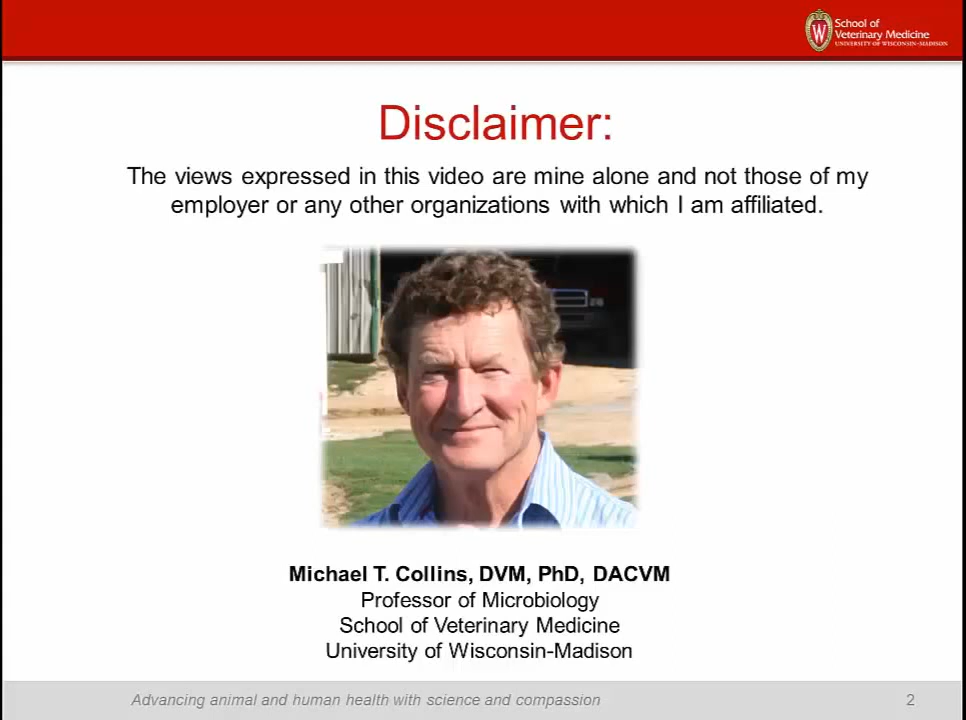 School of
Veterinary Medicine
UNIVERSITY OF WISCONSIN-MADISON
Disclaimer:
The views expressed in this video are mine alone and not those of my
employer or any other organizations with which I am affiliated.
Michael T. Collins, DVM, PhD, DACVM
Professor of Microbiology
School of Veterinary Medicine
University of Wisconsin-Madison
Advancing animal and human health with science and compassion 2